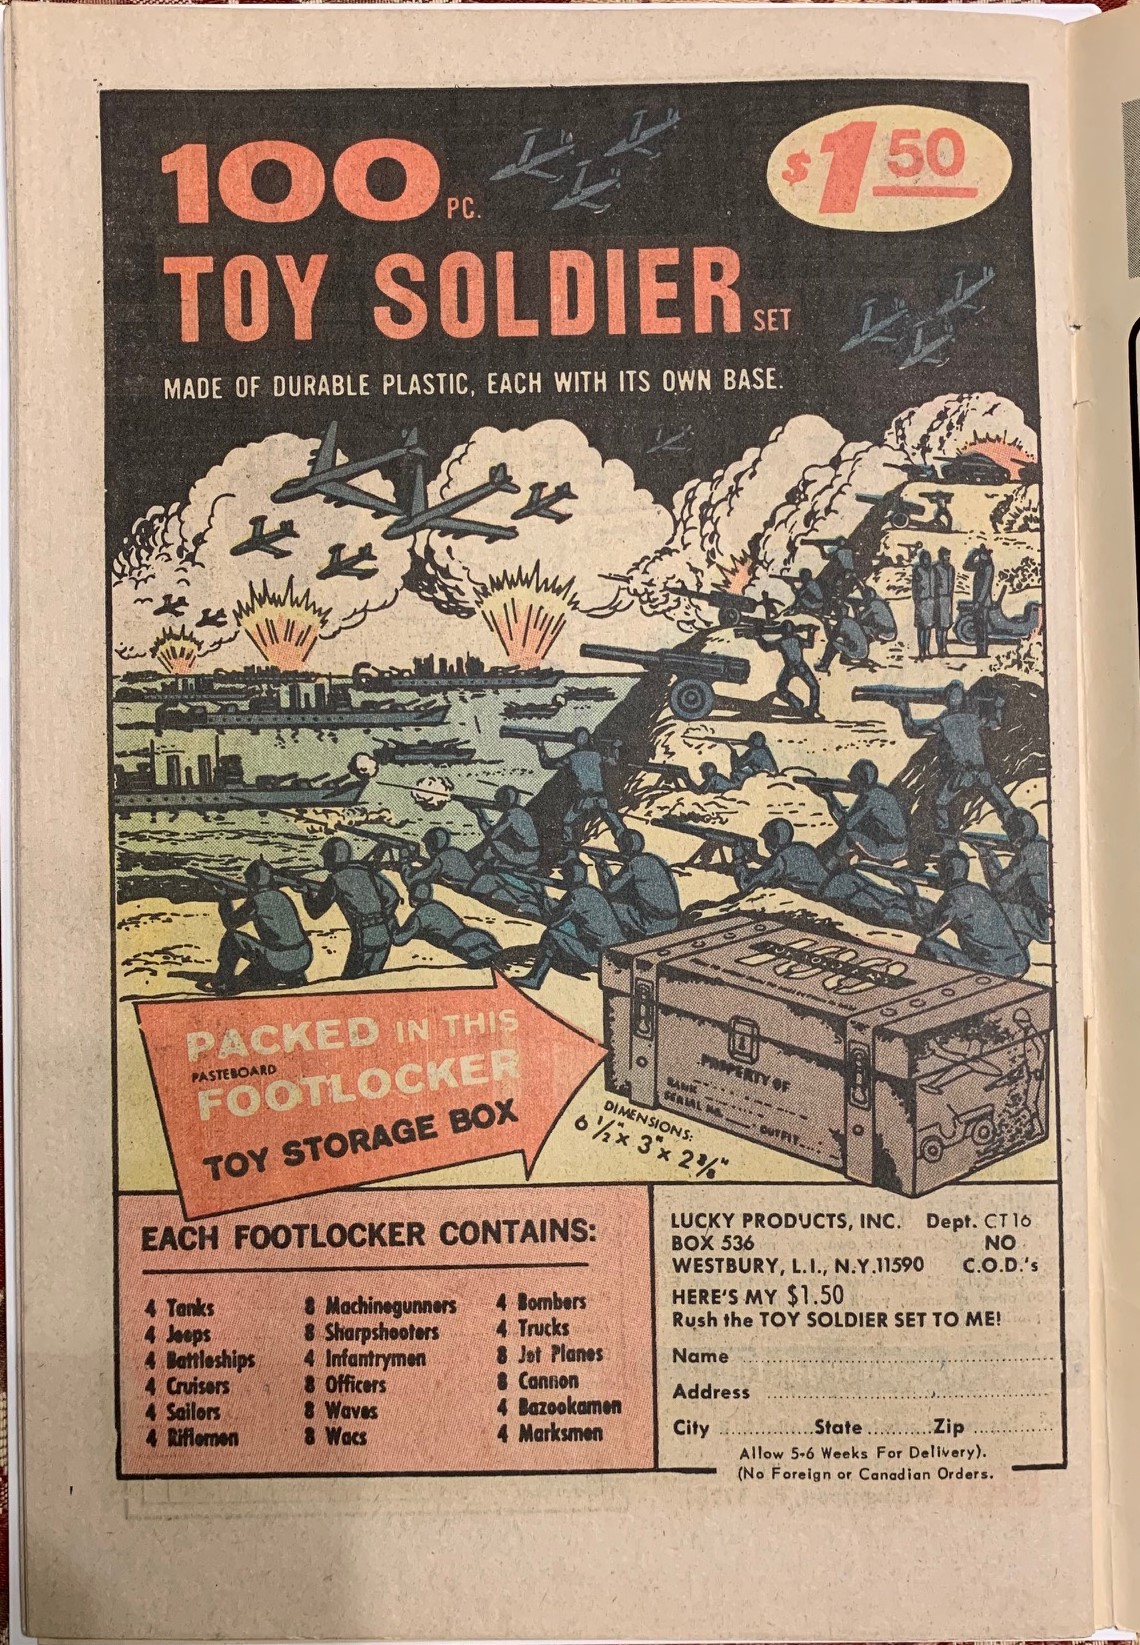 100 PC.
$1.50
TOY SOLDIER SET
MADE OF DURABLE PLASTIC, EACH WITH ITS OWN BASE.
PACKED IN THIS
PASTEBOARD
FOOTLOCKER
TOY STORAGE BOX
100
PROPERTY OF
RANK
SERIAL NO.
OUTFIT
DIMENSIONS:
6 1/2" x 3" x 2 3/8"
EACH FOOTLOCKER CONTAINS:
4 Tanks
4 Jeeps
4 Battleships
4 Cruisers
4 Sailors
4 Riflemen
8 Machinegunners
8 Sharpshooters
4 Infantrymen
8 Officers
8 Waves
8 Wacs
4 Bombers
4 Trucks
8 Jet Planes
8 Cannon
4 Bazookamen
4 Marksmen
LUCKY PRODUCTS, INC. Dept. CT16
BOX 536 NO
WESTBURY, L.I., N.Y.11590 C.O.D.'s
HERE'S MY $1.50
Rush the TOY SOLDIER SET TO ME!
Name
Address
City ............State..........Zip ..............
Allow 5-6 Weeks For Delivery).
(No Foreign or Canadian Orders.